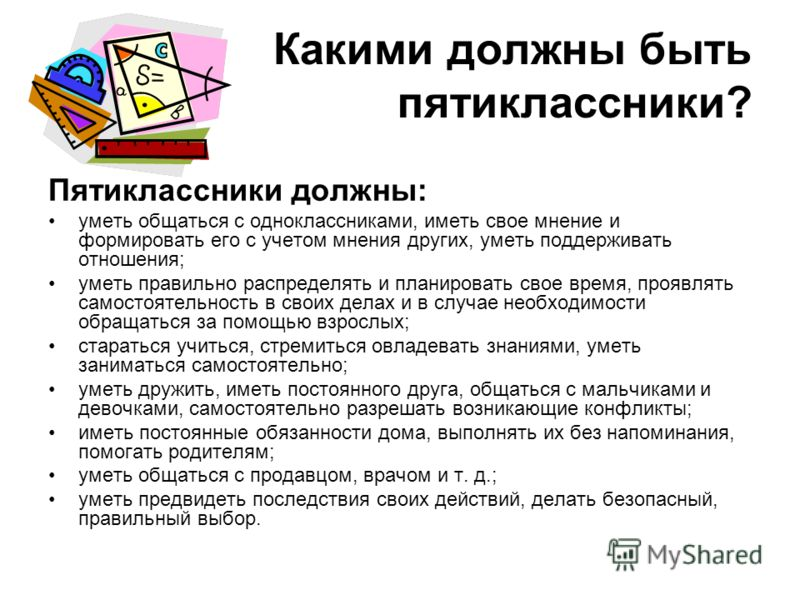 Какими должны быть
пятиклассники?
S=
a
в
Пятиклассники должны:
• уметь общаться с одноклассниками, иметь свое мнение и
формировать его с учетом мнения других, уметь поддерживать
отношения;
• уметь правильно распределять и планировать свое время, проявлять
самостоятельность в своих делах и в случае необходимости
обращаться за помощью взрослых;
• стараться учиться, стремиться овладевать знаниями, уметь
заниматься самостоятельно;
• уметь дружить, иметь постоянного друга, общаться с мальчиками и
девочками, самостоятельно разрешать возникающие конфликты;
• иметь постоянные обязанности дома, выполнять их без напоминания,
помогать родителям;
• уметь общаться с продавцом, врачом и т. д.;
• уметь предвидеть последствия своих действий, делать безопасный,
правильный выбор.
MyShared